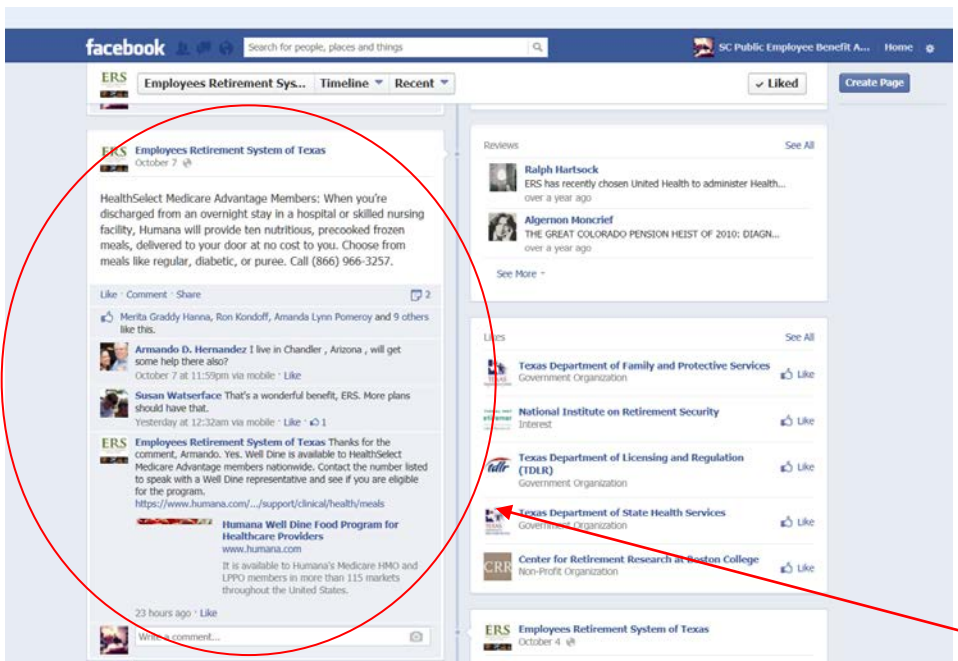 facebook
Search for people, places and things
SC Public Employee Benefit A...
Home
ERS
Employees Retirement Sys...
Timeline
Recent
✓ Liked
Create Page
ERS
Employees Retirement System of Texas
October 7
HealthSelect Medicare Advantage Members: When you're
discharged from an overnight stay in a hospital or skilled nursing
facility, Humana will provide ten nutritious, precooked frozen
meals, delivered to your door at no cost to you. Choose from
meals like regular, diabetic, or puree. Call (866) 966-3257.
Like · Comment · Share
2
Merita Graddy Hanna, Ron Kondoff, Amanda Lynn Pomeroy and 9 others
like this.
Armando D. Hernandez I live in Chandler , Arizona , will get
some help there also?
October 7 at 11:59pm via mobile · Like
Susan Watserface That's a wonderful benefit, ERS. More plans
should have that.
Yesterday at 12:32am via mobile · Like · 1
ERS
Employees Retirement System of Texas Thanks for the
comment, Armando. Yes. Well Dine is available to HealthSelect
Medicare Advantage members nationwide. Contact the number listed
to speak with a Well Dine representative and see if you are eligible
for the program.
https://www.humana.com/.../support/clinical/health/meals
Humana Well Dine Food Program for
Healthcare Providers
www.humana.com
It is available to Humana's Medicare HMO and
LPPO members in more than 115 markets
throughout the United States.
23 hours ago · Like
Write a comment...
Reviews
See All
Ralph Hartsock
ERS has recently chosen United Health to administer Health...
over a year ago
Algernon Moncrief
THE GREAT COLORADO PENSION HEIST OF 2010: DIAGN...
over a year ago
See More
Likes
See All
Texas Department of Family and Protective Services
Government Organization
Like
National Institute on Retirement Security
Interest
Like
tdlr
Texas Department of Licensing and Regulation
(TDLR)
Government Organization
Like
TEXAS
Texas Department of State Health Services
Government Organization
Like
CRR
Center for Retirement Research at Boston College
Non-Profit Organization
Like
ERS
Employees Retirement System of Texas
October 4